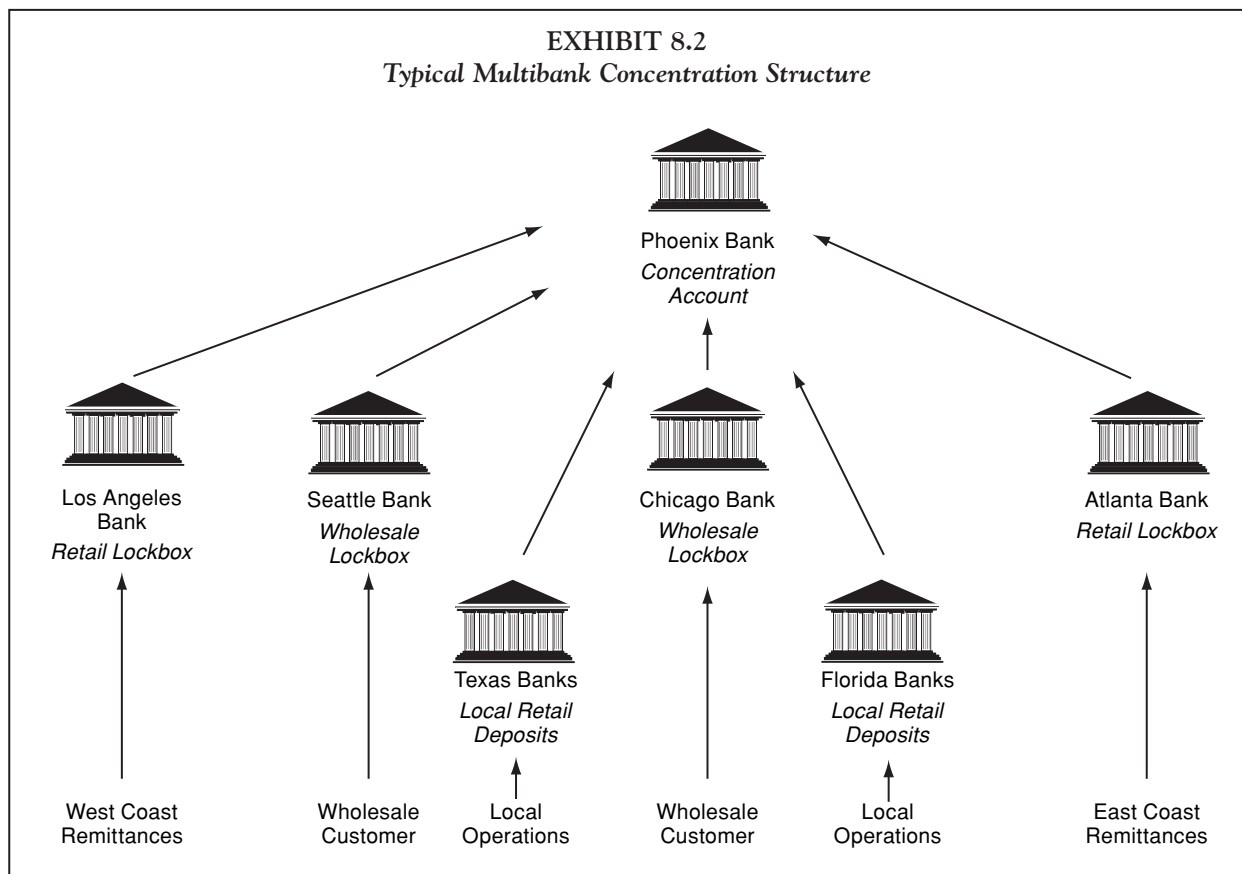 EXHIBIT 8.2
Typical Multibank Concentration Structure
Phoenix Bank
Concentration
Account
Los Angeles
Bank
Retail Lockbox
Seattle Bank
Wholesale
Lockbox
Chicago Bank
Wholesale
Lockbox
Atlanta Bank
Retail Lockbox
Texas Banks
Local Retail
Deposits
Florida Banks
Local Retail
Deposits
West Coast
Remittances
Wholesale
Customer
Local
Operations
Wholesale
Customer
Local
Operations
East Coast
Remittances